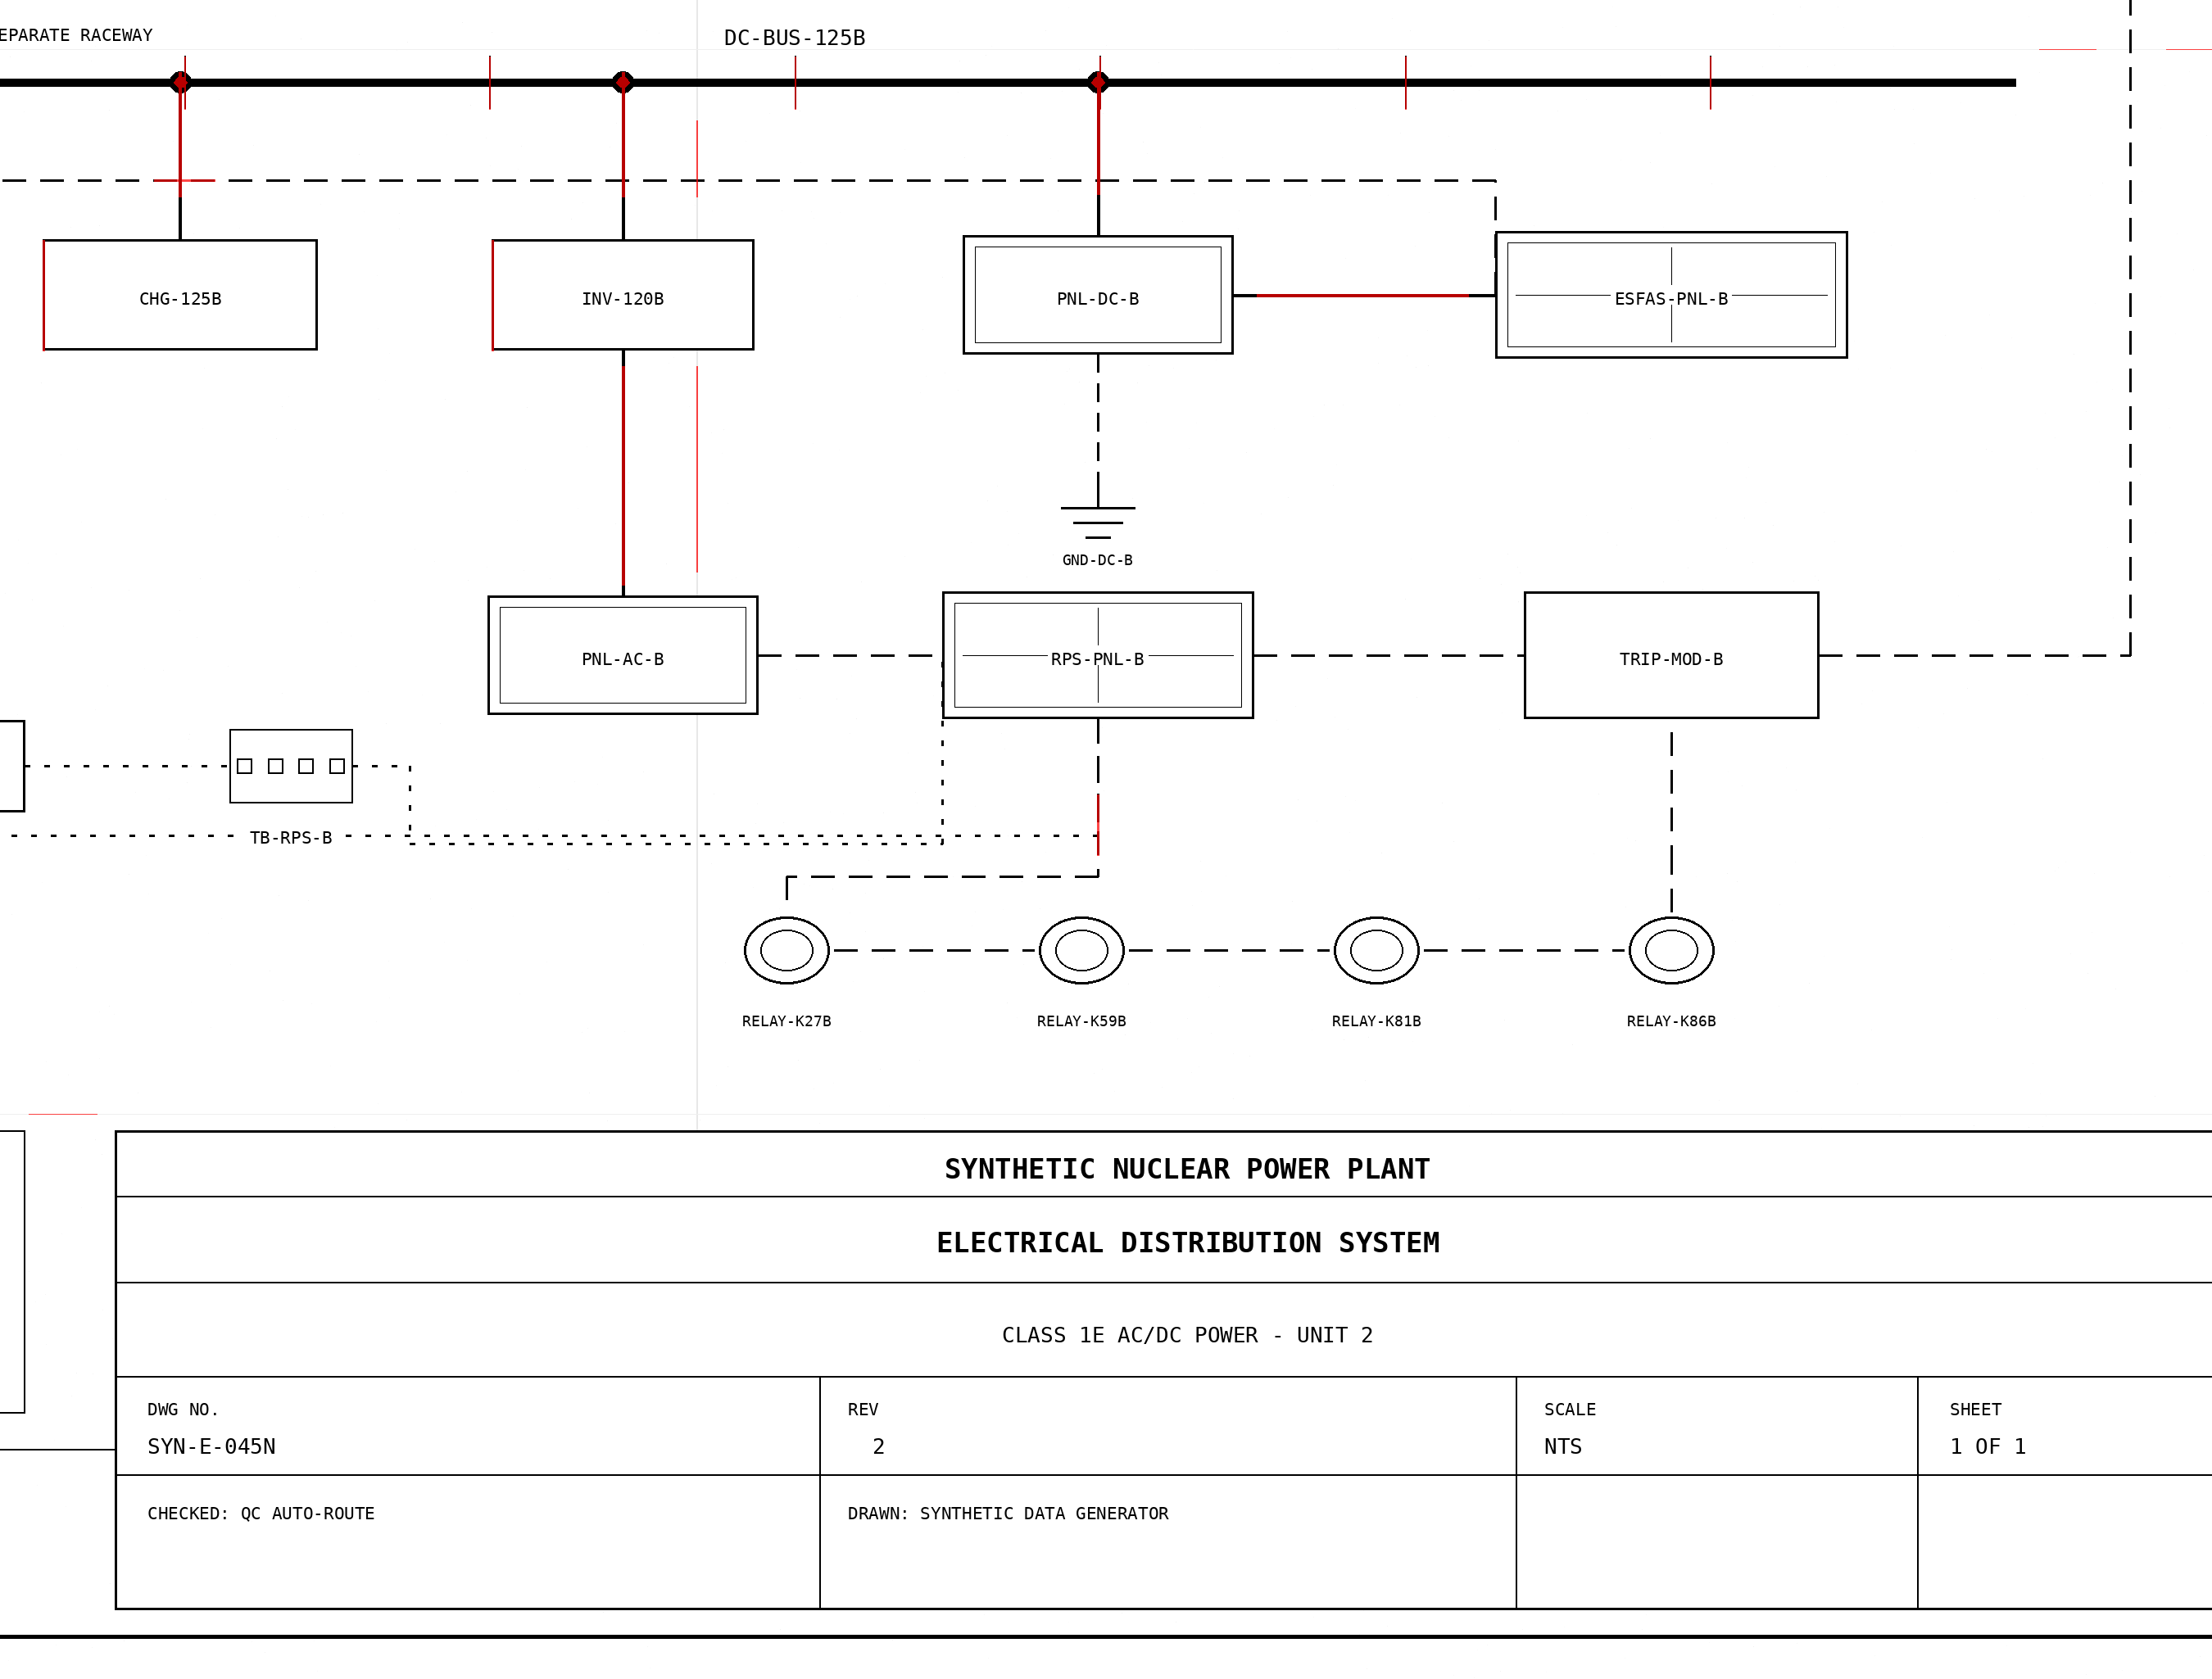 EPARATE RACEWAY
DC-BUS-125B
CHG-125B
INV-120B
PNL-DC-B
ESFAS-PNL-B
GND-DC-B
PNL-AC-B
RPS-PNL-B
TRIP-MOD-B
TB-RPS-B
RELAY-K27B
RELAY-K59B
RELAY-K81B
RELAY-K86B
SYNTHETIC NUCLEAR POWER PLANT
ELECTRICAL DISTRIBUTION SYSTEM
CLASS 1E AC/DC POWER - UNIT 2
DWG NO.
SYN-E-045N
REV
2
SCALE
NTS
SHEET
1 OF 1
CHECKED: QC AUTO-ROUTE
DRAWN: SYNTHETIC DATA GENERATOR